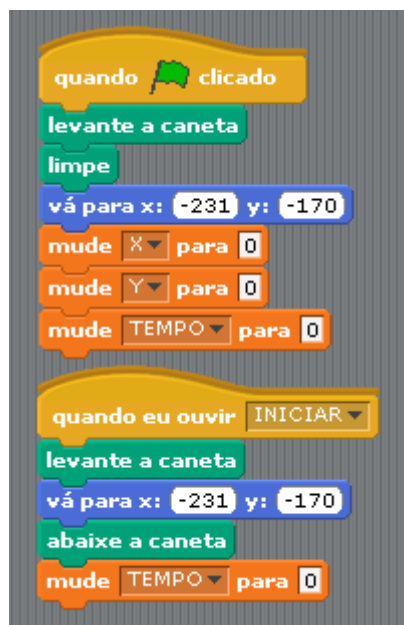 quando clicado
levante a caneta
limpe
vá para x: -231 y: -170
mude X para 0
mude Y para 0
mude TEMPO para 0
quando eu ouvir INICIAR
levante a caneta
vá para x: -231 y: -170
abaixe a caneta
mude TEMPO para 0